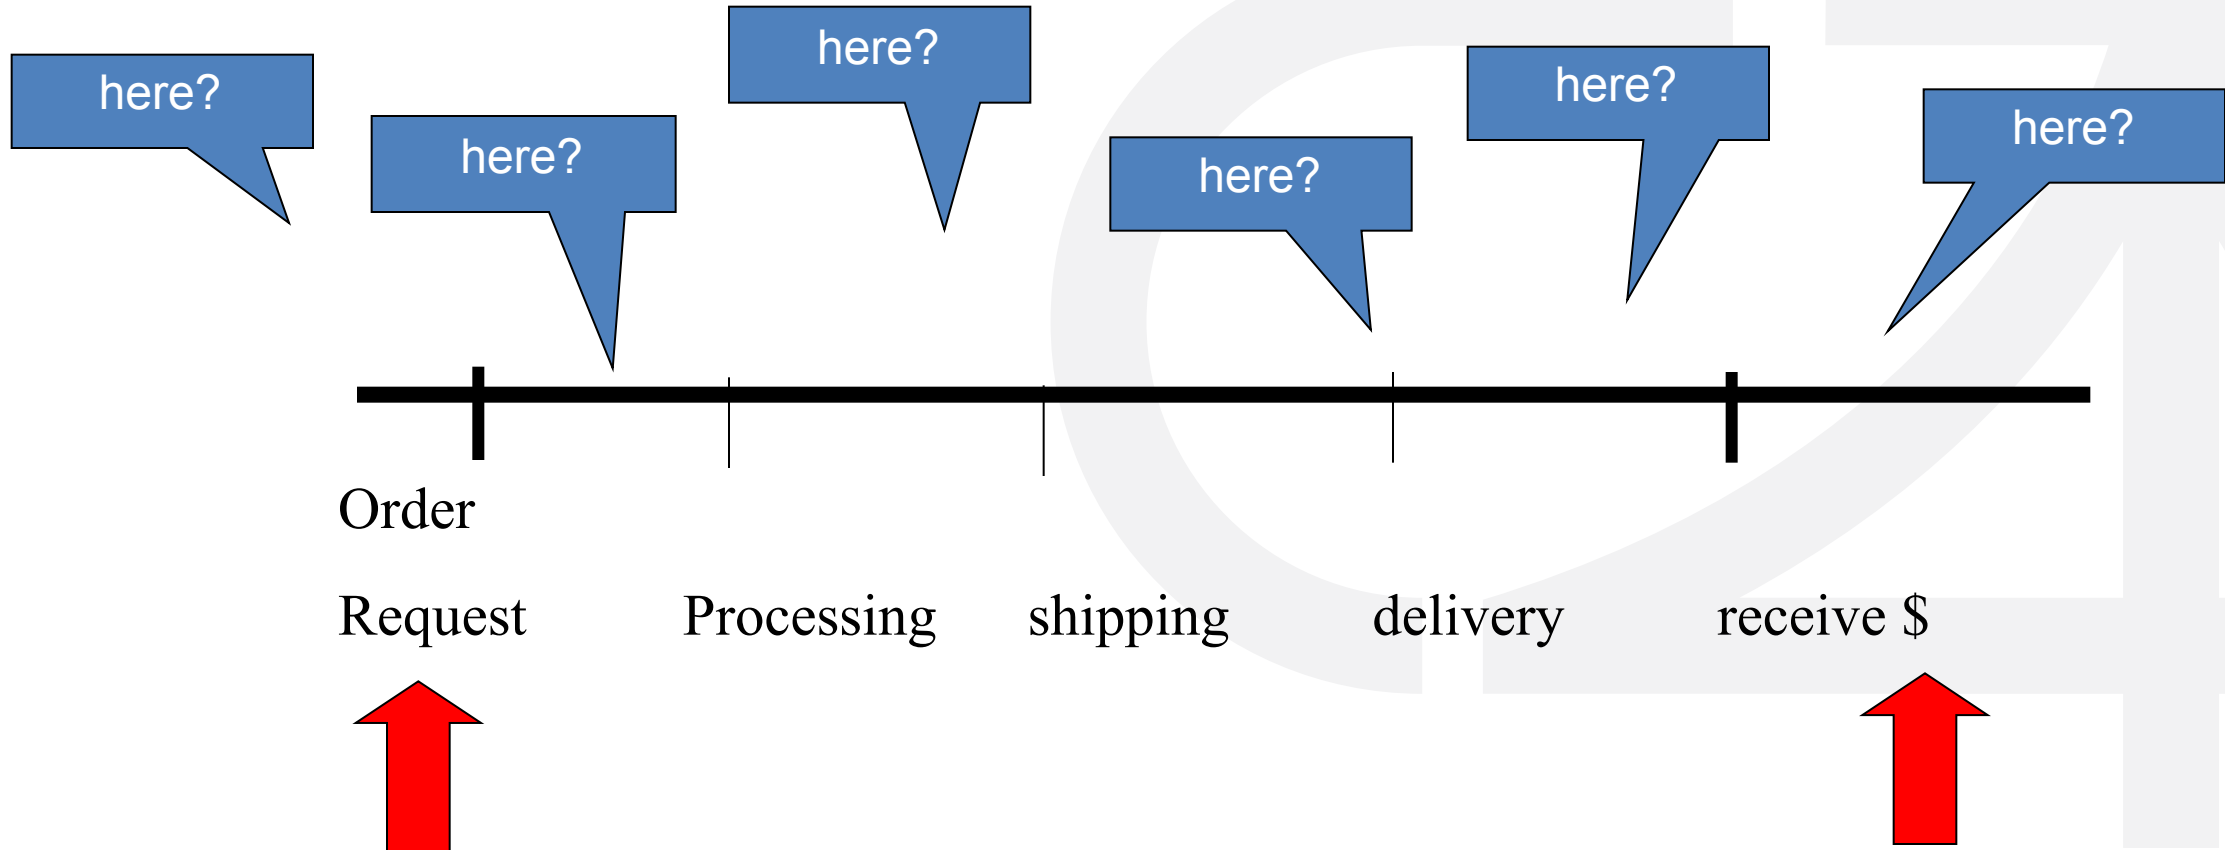 here?
here?
here?
here?
here?
here?
Order
Request
Processing
shipping
delivery
receive $